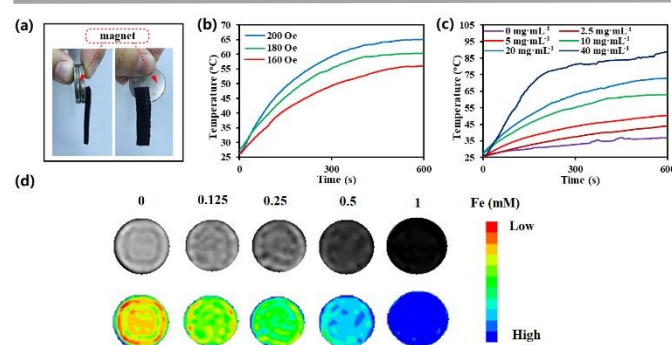 (a)
magnet
(b)
Temperature (°C)
70
65
60
55
50
45
40
35
30
25
200 Oe
180 Oe
160 Oe
0
300
600
Time (s)
(c)
Temperature (°C)
105
95
85
75
65
55
45
35
25
0 mg·mL⁻¹
2.5 mg·mL⁻¹
5 mg·mL⁻¹
10 mg·mL⁻¹
20 mg·mL⁻¹
40 mg·mL⁻¹
0
300
600
Time (s)
(d)
0
0.125
0.25
0.5
1
Fe (mM)
Low
High